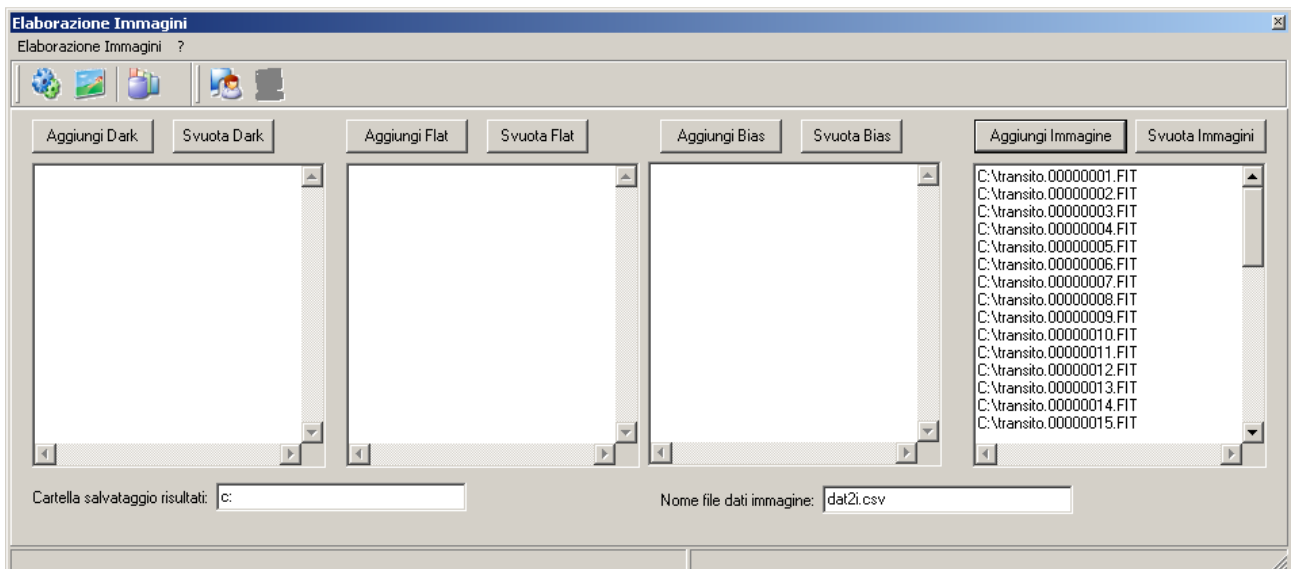 Elaborazione Immagini
Elaborazione Immagini ?
Aggiungi Dark Svuota Dark Aggiungi Flat Svuota Flat Aggiungi Bias Svuota Bias Aggiungi Immagine Svuota Immagini
C:\transito.00000001.FIT
C:\transito.00000002.FIT
C:\transito.00000003.FIT
C:\transito.00000004.FIT
C:\transito.00000005.FIT
C:\transito.00000006.FIT
C:\transito.00000007.FIT
C:\transito.00000008.FIT
C:\transito.00000009.FIT
C:\transito.00000010.FIT
C:\transito.00000011.FIT
C:\transito.00000012.FIT
C:\transito.00000013.FIT
C:\transito.00000014.FIT
C:\transito.00000015.FIT
Cartella salvataggio risultati: c: Nome file dati immagine: dat2i.csv